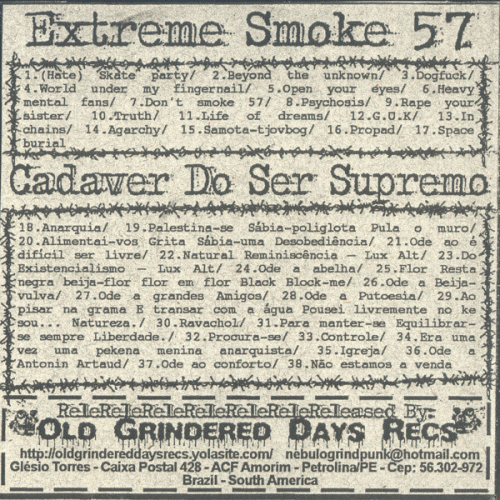 Extreme Smoke 57
1.(Hate) Skate party/ 2.Beyond the unknown/ 3.Dogfuck/
4.World under my fingernail/ 5.Open your eyes/ 6.Heavy
mental fans/ 7.Don't smoke 57/ 8.Psychosis/ 9.Rape your
sister/ 10.Truth/ 11.Life of dreams/ 12.G.U.K/ 13.In
chains/ 14.Agarchy/ 15.Samota-tjovbog/ 16.Propad/ 17.Space
burial
Cadaver Do Ser Supremo
18.Anarquia/ 19.Palestina-se Sábia-poliglota Pula o muro/
20.Alimentai-vos Grita Sábia-uma Desobediência/ 21.Ode ao é
difícil ser livre/ 22.Natural Reminiscência – Lux Alt/ 23.Do
Existencialismo – Lux Alt/ 24.Ode a abelha/ 25.Flor Resta
negra beija-flor flor em flor Black Block-me/ 26.Ode a Beija-
vulva/ 27.Ode a grandes Amigos/ 28.Ode a Putoesia/ 29.Ao
pisar na grama E transar com a água Pousei livremente no ke
sou... Natureza./ 30.Ravachol/ 31.Para manter-se Equilibrar-
se sempre Liberdade./ 32.Procura-se/ 33.Controle/ 34.Era uma
vez uma pekena menina anarquista/ 35.Igreja/ 36.Ode a
Antonin Artaud/ 37.Ode ao conforto/ 38.Não estamos a venda
ReleReleReleReleReleReleReleReleased By:
Old Grindered Days Recs
http://oldgrindereddaysrecs.yolasite.com/ nebulogrindpunk@hotmail.com
Glésio Torres - Caixa Postal 428 - ACF Amorim - Petrolina/PE - Cep: 56.302-972
Brazil - South America